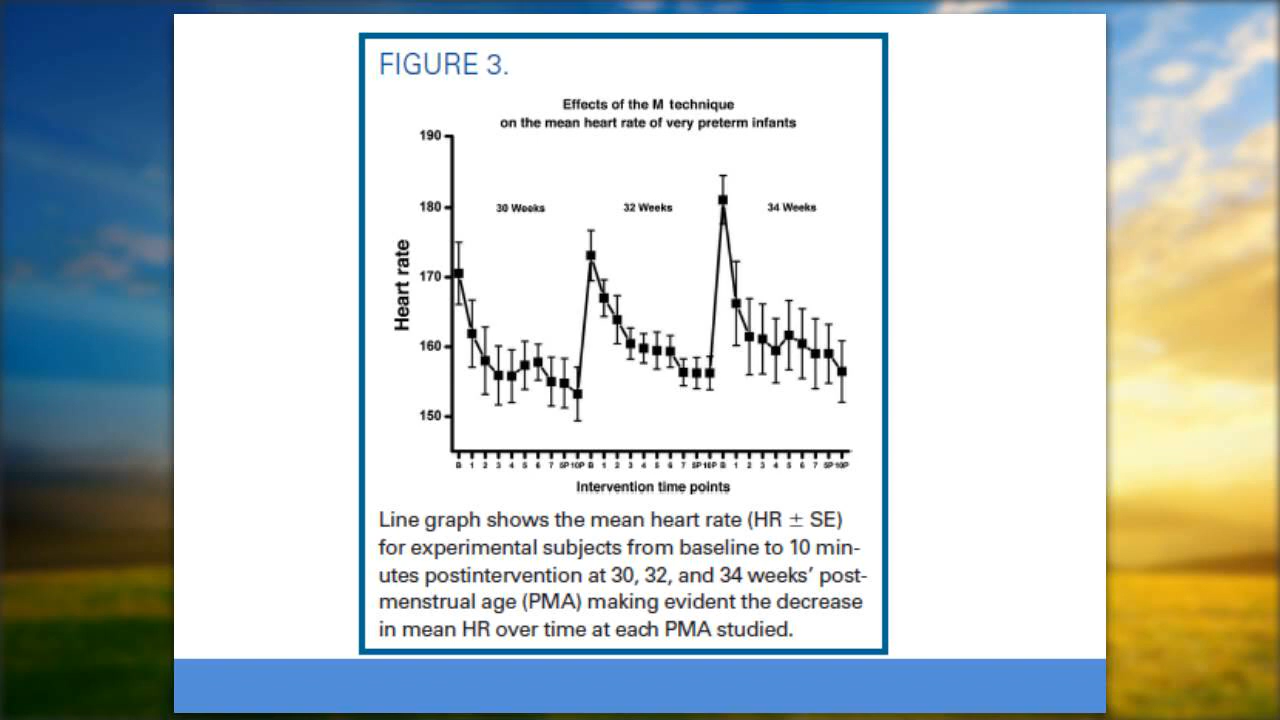 FIGURE 3.
Effects of the M technique
on the mean heart rate of very preterm infants
190
180
170
160
150
Heart rate
30 Weeks
32 Weeks
34 Weeks
B 1 2 3 4 5 6 7 5P 10P B 1 2 3 4 5 6 7 5P 10P B 1 2 3 4 5 6 7 5P 10P
Intervention time points
Line graph shows the mean heart rate (HR ± SE)
for experimental subjects from baseline to 10 min-
utes postintervention at 30, 32, and 34 weeks’ post-
menstrual age (PMA) making evident the decrease
in mean HR over time at each PMA studied.